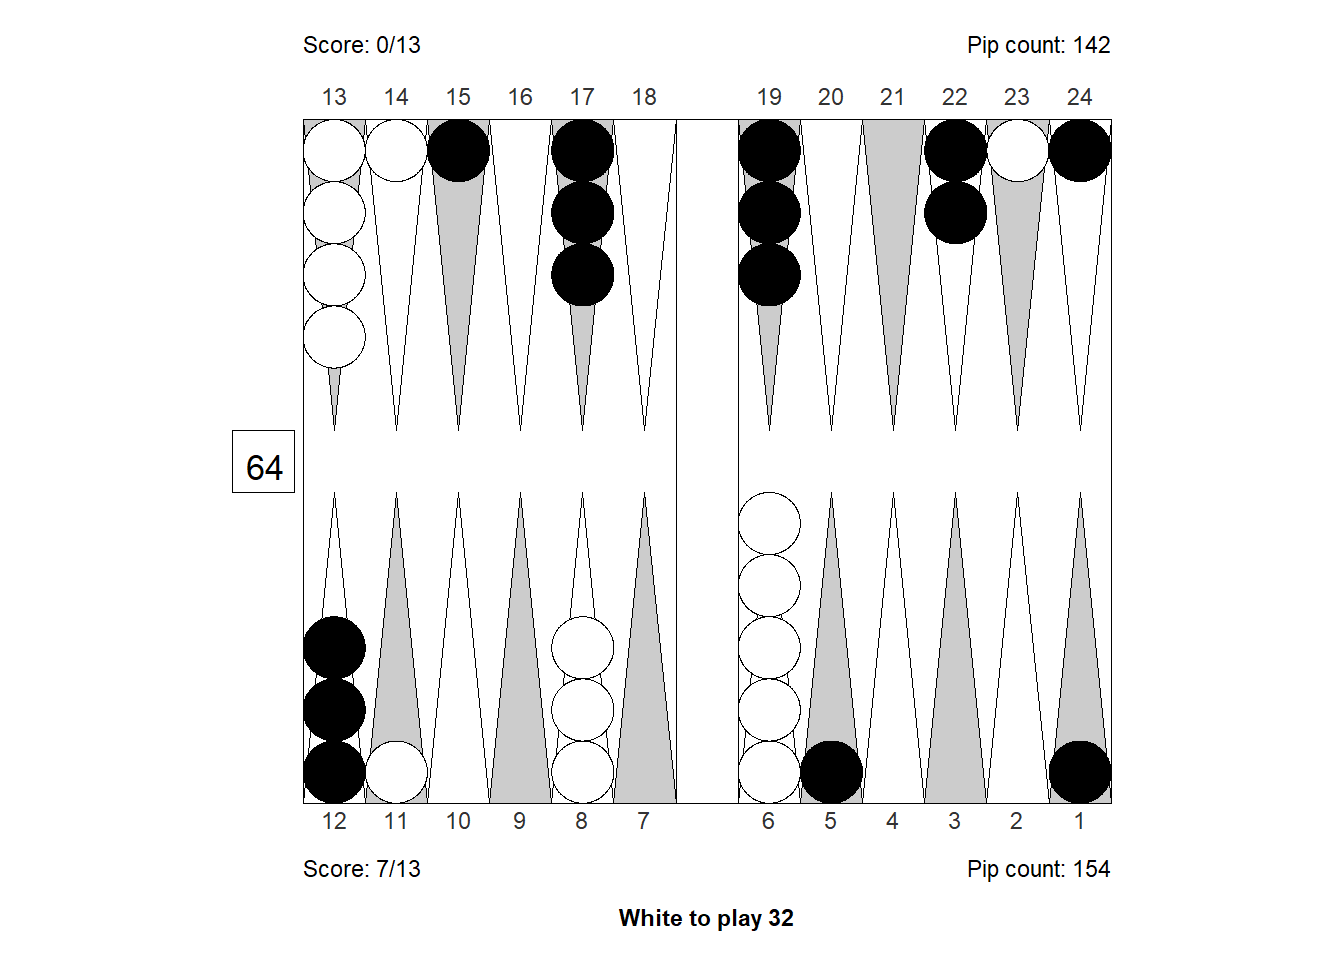 Score: 0/13 Pip count: 142
13 14 15 16 17 18 19 20 21 22 23 24
64
12 11 10 9 8 7 6 5 4 3 2 1
Score: 7/13 Pip count: 154
White to play 32